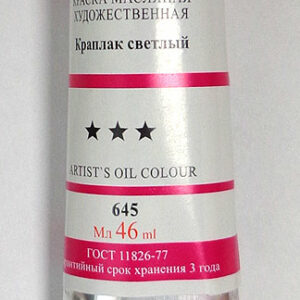 КРАСКА МАСЛЯНАЯ
ХУДОЖЕСТВЕННАЯ
Краплак светлый
ARTIST`S OIL COLOUR
645
Мл 46 ml
ГОСТ 11826-77
срок хранения 3 года